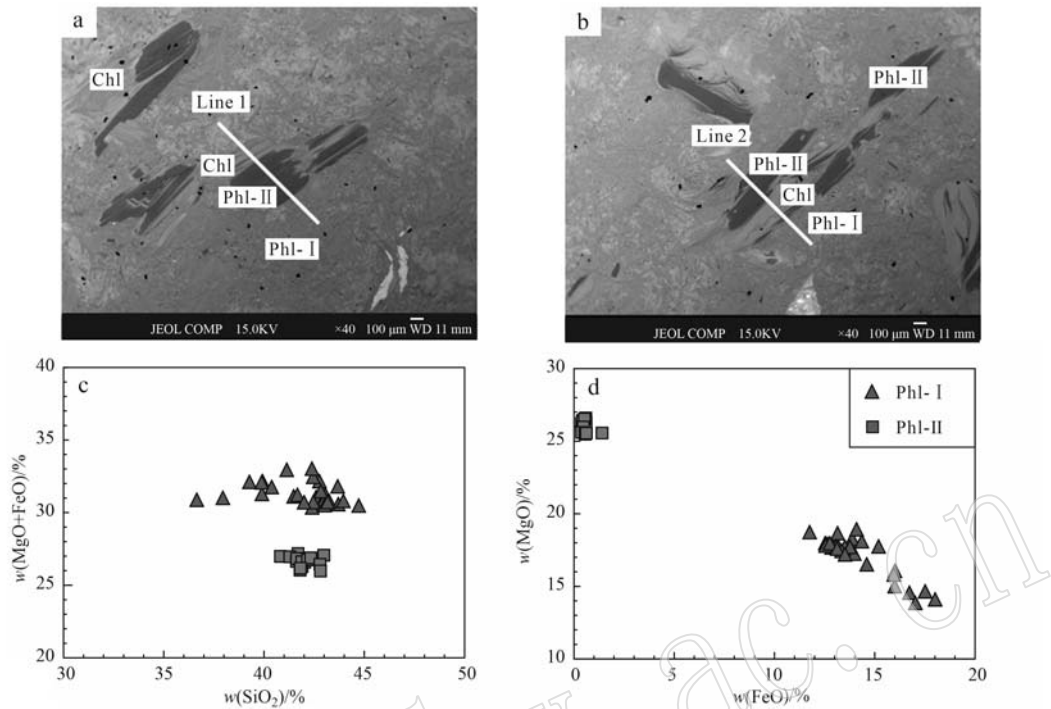 a
Chl
Line 1
Chl
Phl-Ⅱ
Phl-Ⅰ
JEOL COMP 15.0KV ×40 100 μm WD 11 mm
b
Phl-Ⅱ
Line 2
Phl-Ⅱ
Chl
Phl-Ⅰ
JEOL COMP 15.0KV ×40 100 μm WD 11 mm
c
40
35
30
25
20
w(MgO+FeO)/%
30 40 50
w(SiO₂)/%
d
30
25
20
15
10
w(MgO)/%
0 5 10 15 20
w(FeO)/%
Phl-Ⅰ
Phl-Ⅱ
ac.cn